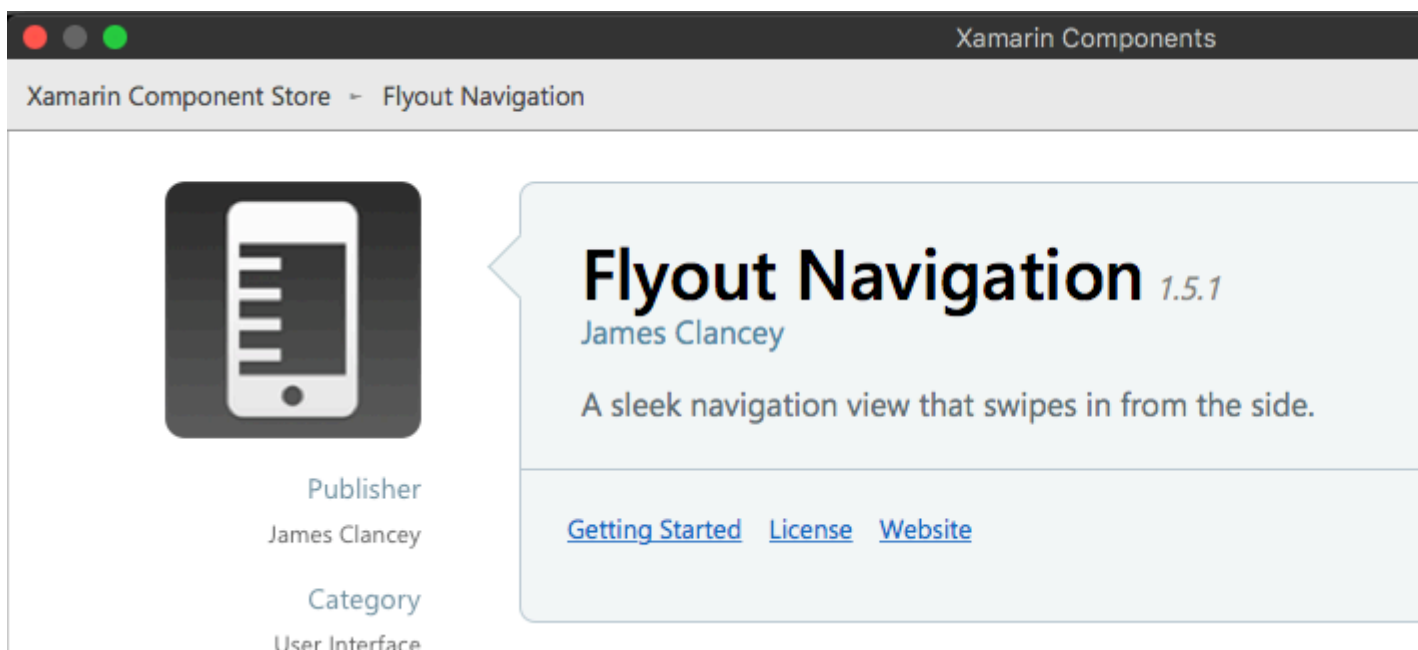 Xamarin Components
Xamarin Component Store ► Flyout Navigation
Flyout Navigation 1.5.1
James Clancey
A sleek navigation view that swipes in from the side.
Getting Started License Website
Publisher
James Clancey
Category
User Interface